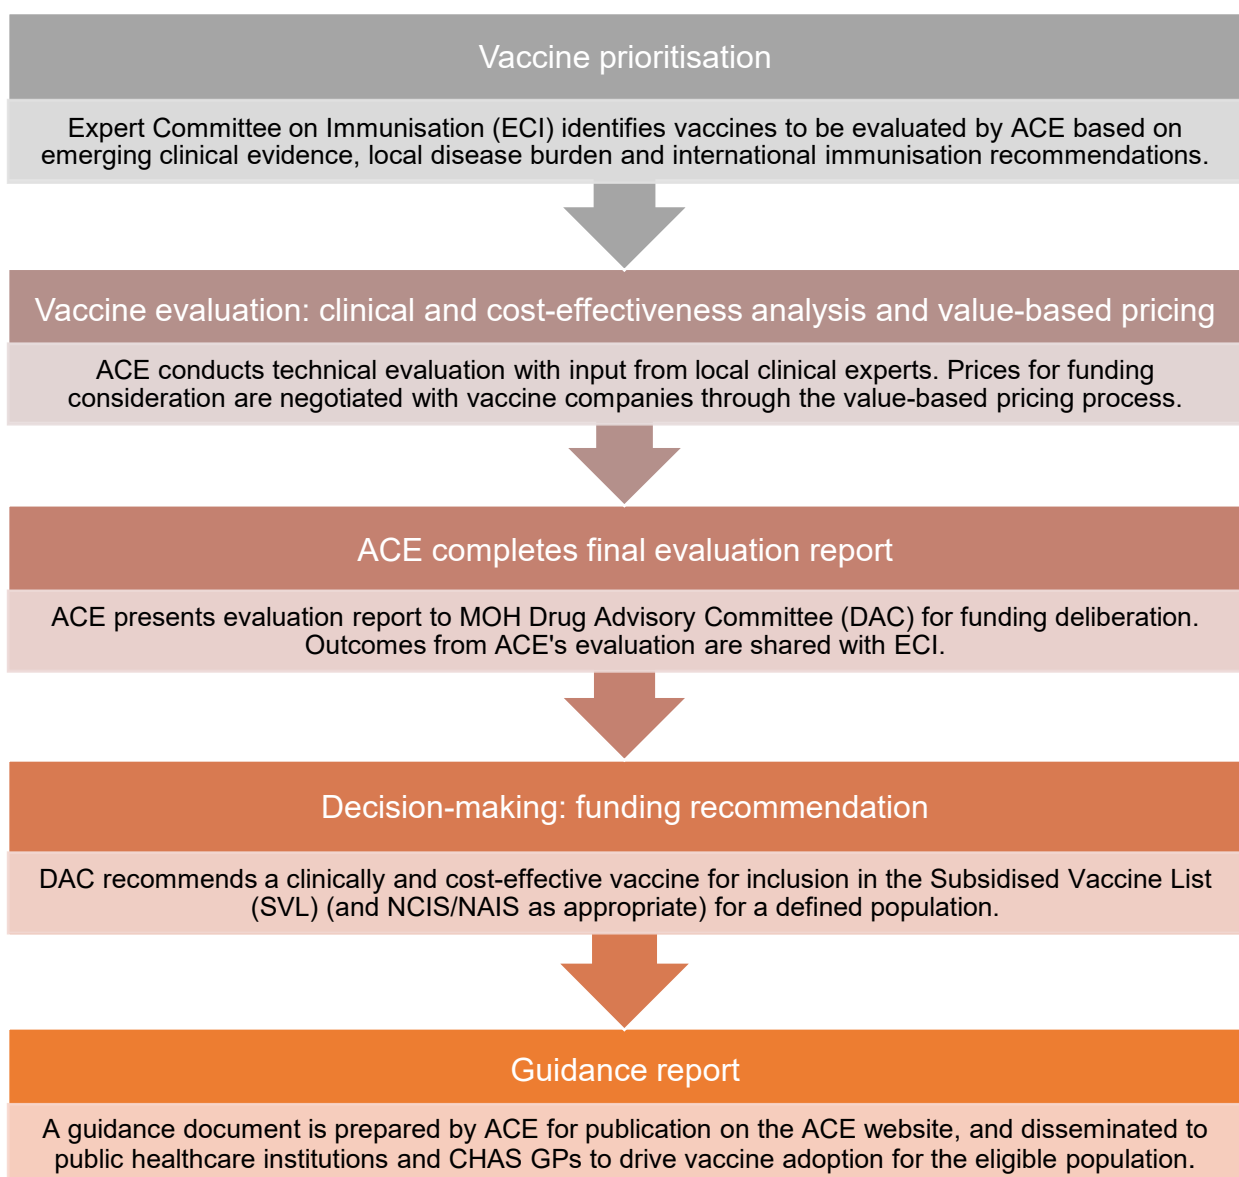 Vaccine prioritisation
Expert Committee on Immunisation (ECI) identifies vaccines to be evaluated by ACE based on
emerging clinical evidence, local disease burden and international immunisation recommendations.
Vaccine evaluation: clinical and cost-effectiveness analysis and value-based pricing
ACE conducts technical evaluation with input from local clinical experts. Prices for funding
consideration are negotiated with vaccine companies through the value-based pricing process.
ACE completes final evaluation report
ACE presents evaluation report to MOH Drug Advisory Committee (DAC) for funding deliberation.
Outcomes from ACE's evaluation are shared with ECI.
Decision-making: funding recommendation
DAC recommends a clinically and cost-effective vaccine for inclusion in the Subsidised Vaccine List
(SVL) (and NCIS/NAIS as appropriate) for a defined population.
Guidance report
A guidance document is prepared by ACE for publication on the ACE website, and disseminated to
public healthcare institutions and CHAS GPs to drive vaccine adoption for the eligible population.